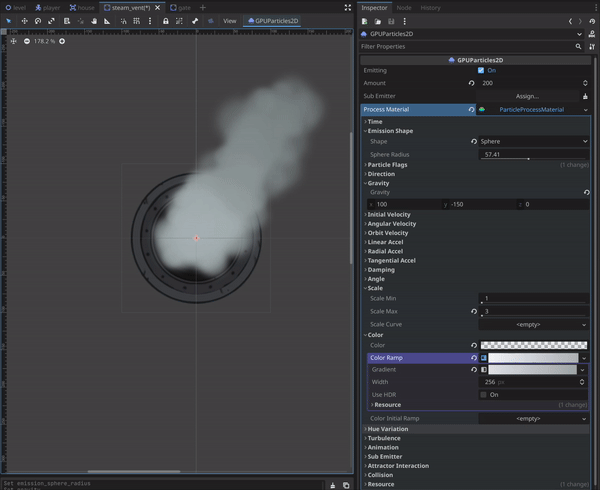 level player house steam_vent(*) gate
View GPUParticles2D
178.2 %
Set emission_sphere_radius
Inspector Node History
GPUParticles2D
Filter Properties
GPUParticles2D
Emitting On
Amount 200
Sub Emitter Assign...
Process Material ParticleProcessMaterial
Time
Emission Shape
Shape Sphere
Sphere Radius 57.41
Particle Flags (1 change)
Direction
Gravity
Gravity
x 100 y -150 z 0
Initial Velocity
Angular Velocity
Orbit Velocity
Linear Accel
Radial Accel
Tangential Accel
Damping
Angle
Scale
Scale Min 1
Scale Max 3
Scale Curve <empty>
Color
Color
Color Ramp
Gradient
Width 256 px
Use HDR On
Resource (1 change)
Color Initial Ramp <empty>
Hue Variation
Turbulence
Animation
Sub Emitter
Attractor Interaction
Collision
Resource (1 change)